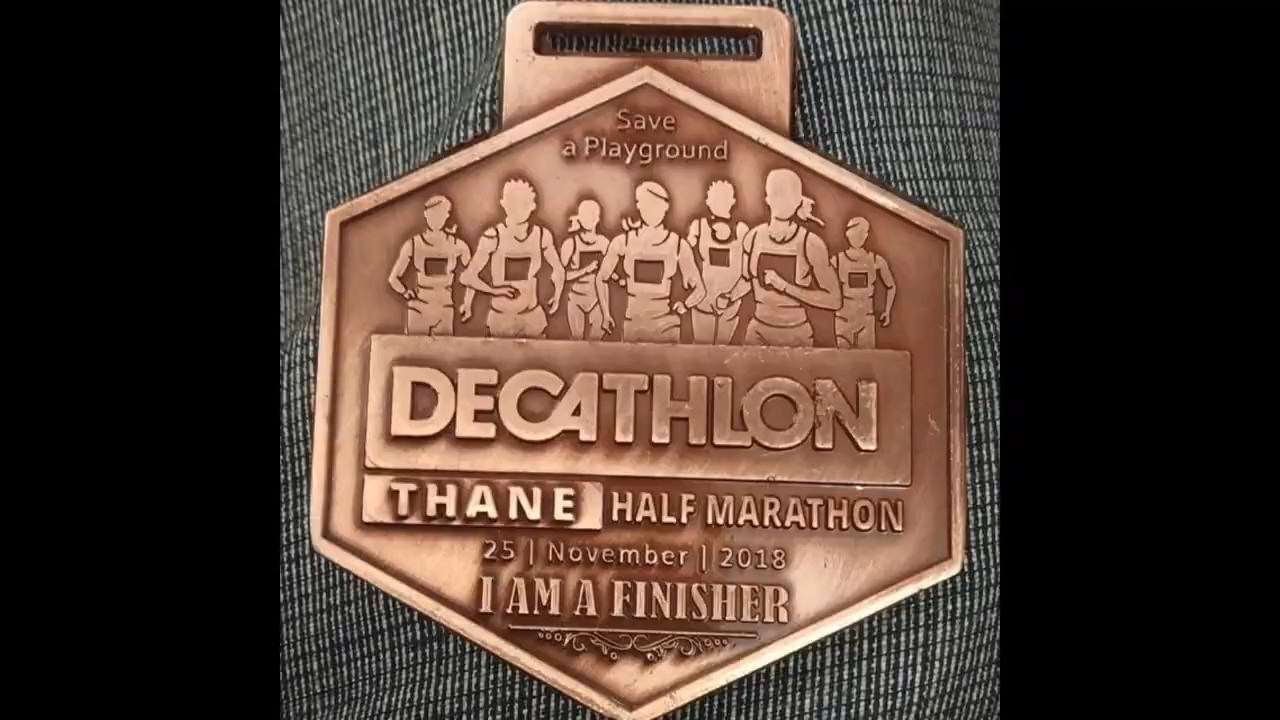 Save
a Playground
DECATHLON
THANE HALF MARATHON
25 | November | 2018
I AM A FINISHER